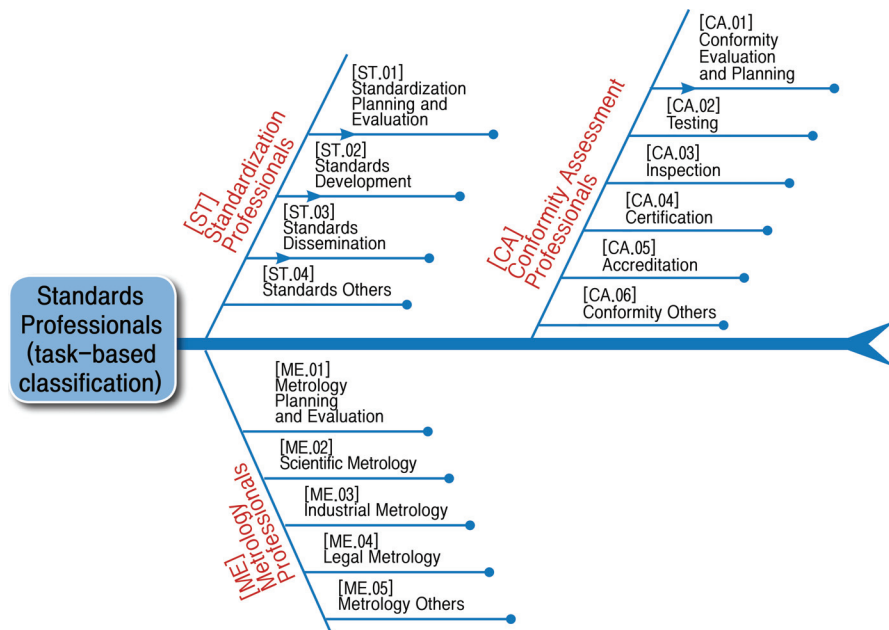 Standards
Professionals
(task-based
classification)
[ST]
Standardization
Professionals
[ST.01]
Standardization
Planning and
Evaluation
[ST.02]
Standards
Development
[ST.03]
Standards
Dissemination
[ST.04]
Standards Others
[CA]
Conformity Assessment
Professionals
[CA.01]
Conformity
Evaluation
and Planning
[CA.02]
Testing
[CA.03]
Inspection
[CA.04]
Certification
[CA.05]
Accreditation
[CA.06]
Conformity Others
[ME]
Metrology
Professionals
[ME.01]
Metrology
Planning
and Evaluation
[ME.02]
Scientific Metrology
[ME.03]
Industrial Metrology
[ME.04]
Legal Metrology
[ME.05]
Metrology Others